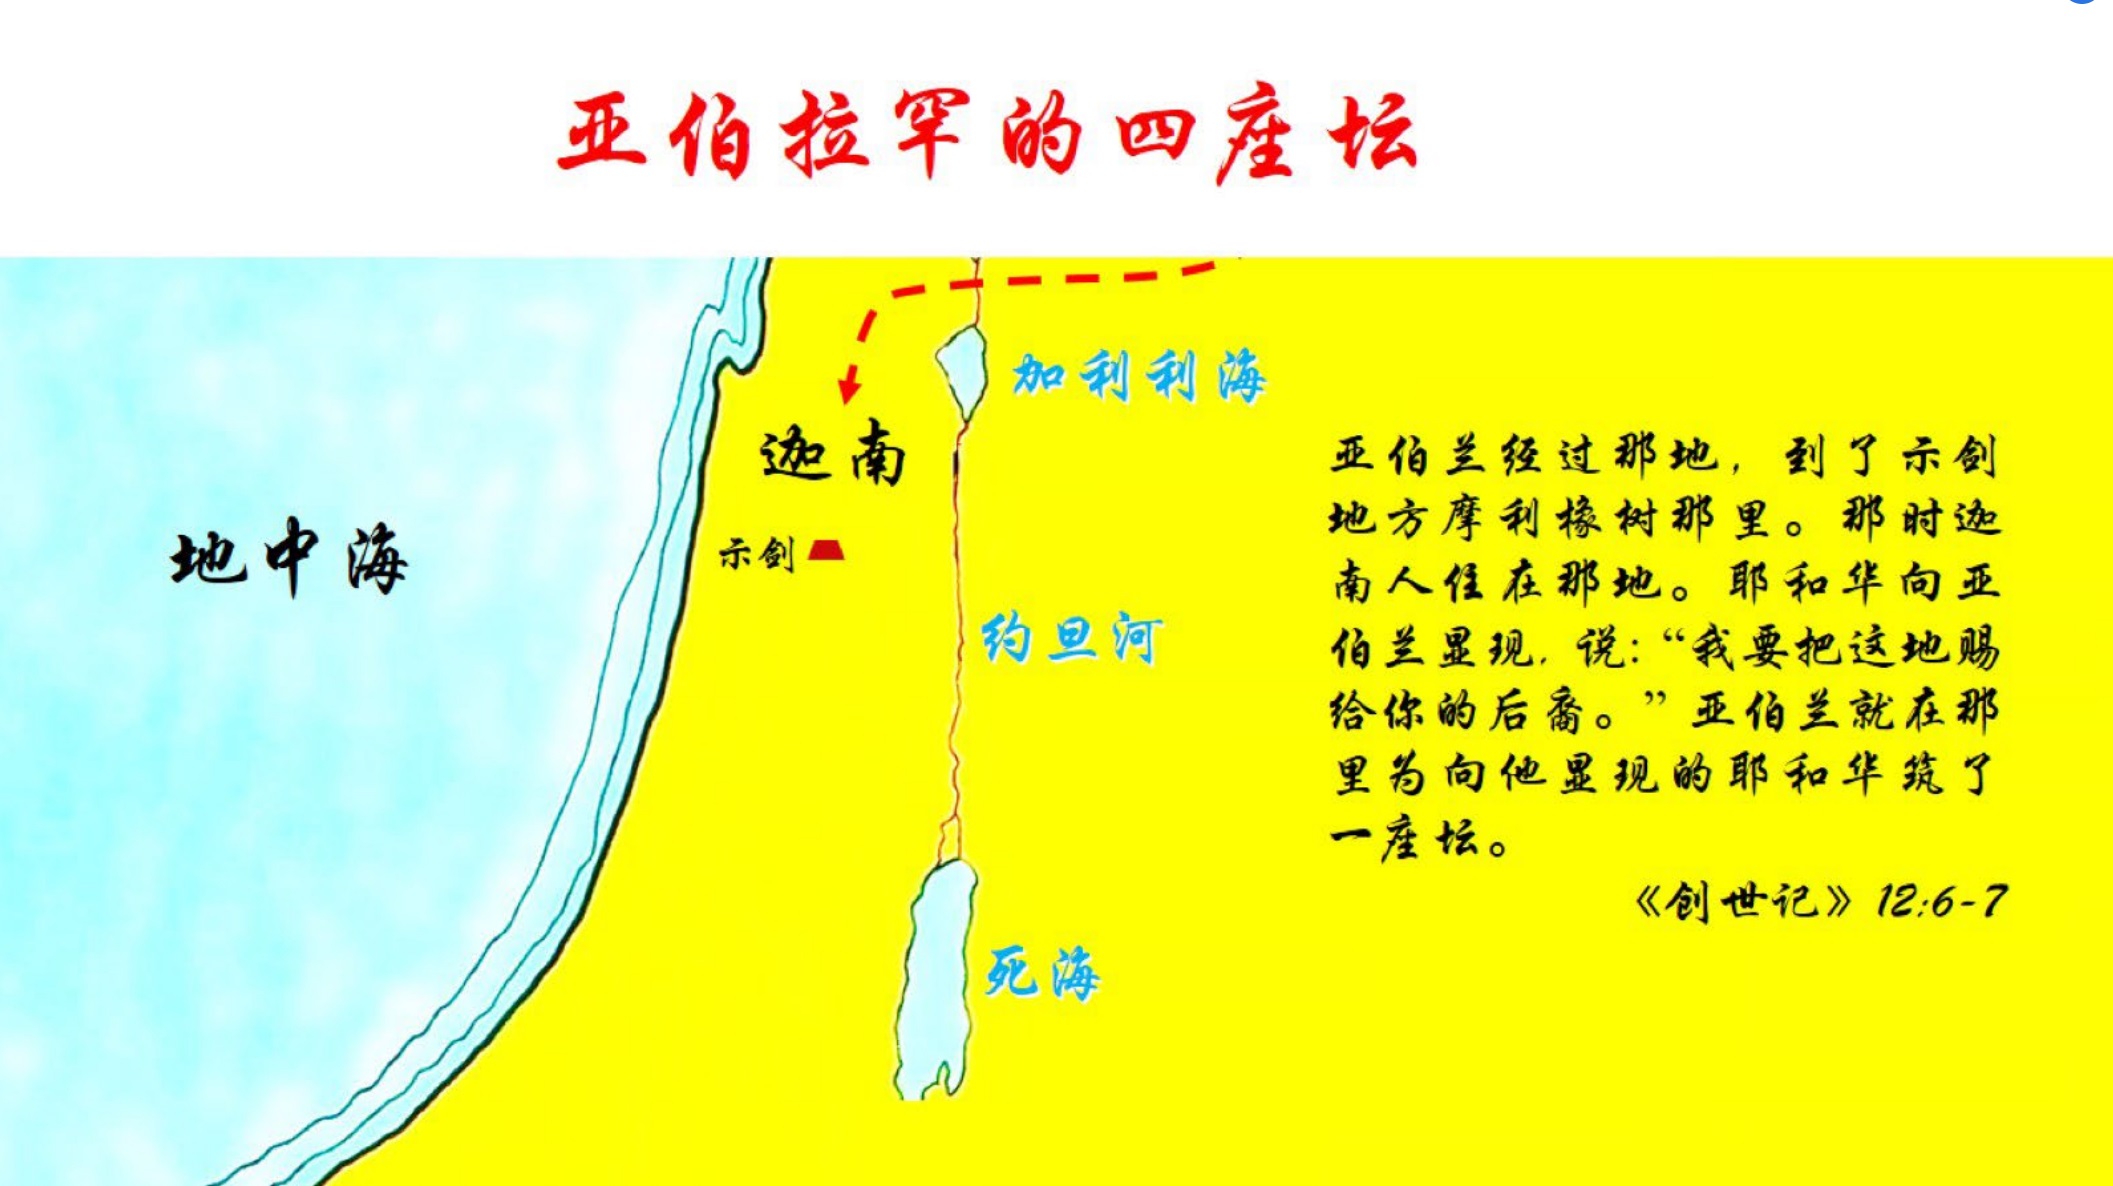 亚伯拉罕的四座坛
加利利海
迦南
地中海
示剑
约旦河
死海
亚伯兰经过那地，到了示剑
地方摩利橡树那里。那时迦
南人住在那地。耶和华向亚
伯兰显现，说：“我要把这地赐
给你的后裔。”亚伯兰就在那
里为向他显现的耶和华筑了
一座坛。
《创世记》12:6-7